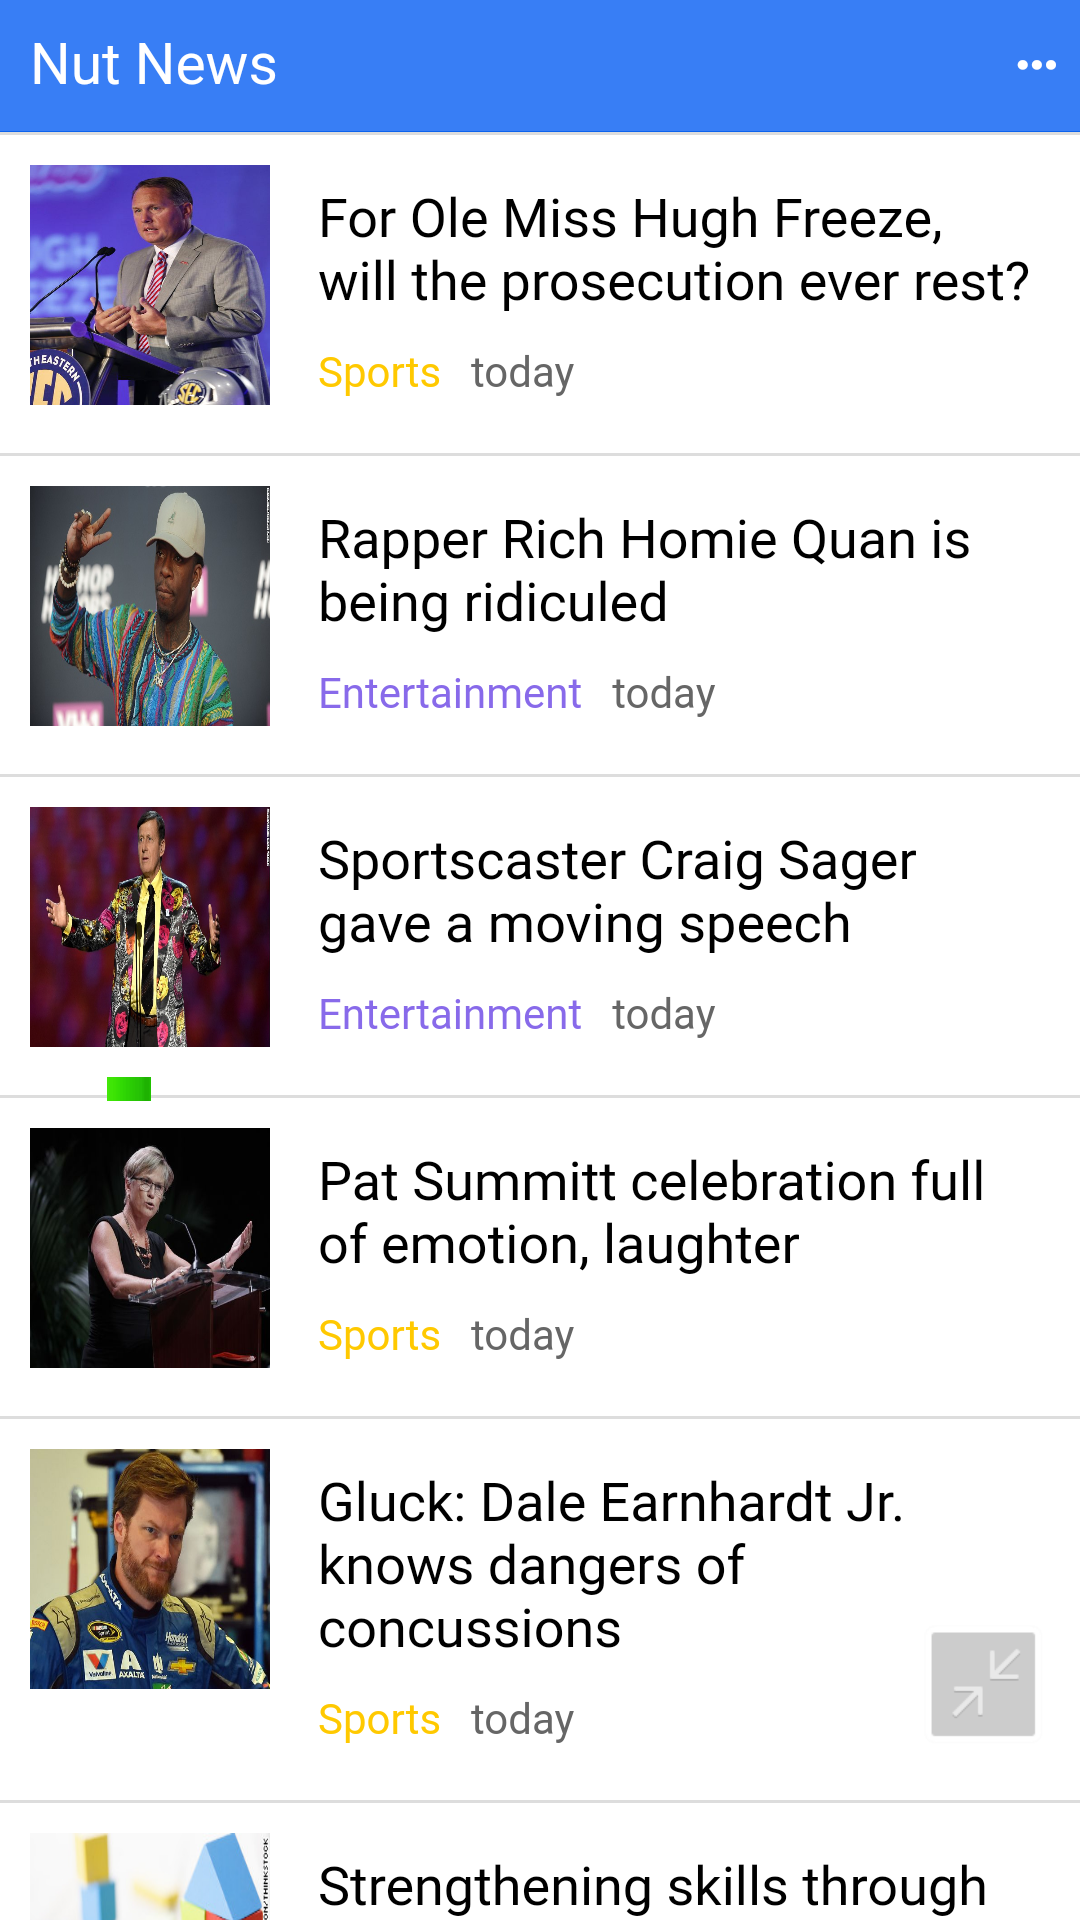 Nut News
For Ole Miss Hugh Freeze,
will the prosecution ever rest?
Sports today
Rapper Rich Homie Quan is
being ridiculed
Entertainment today
Sportscaster Craig Sager
gave a moving speech
Entertainment today
Pat Summitt celebration full
of emotion, laughter
Sports today
Gluck: Dale Earnhardt Jr.
knows dangers of
concussions
Sports today
Strengthening skills through